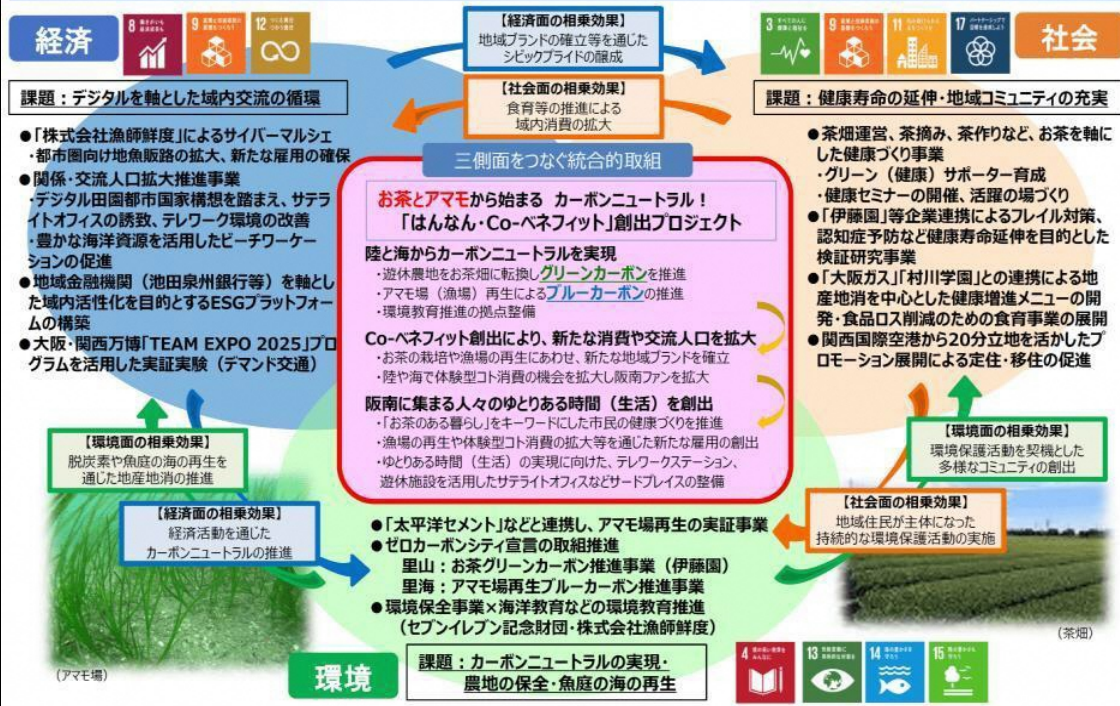 経済
8
9
12
【経済面の相乗効果】
地域ブランドの確立等を通じた
シビックプライドの醸成
【社会面の相乗効果】
食育等の推進による
域内消費の拡大
3
9
11
17
社会
課題：デジタルを軸とした域内交流の循環
●「株式会社漁師鮮度」によるサイバーマルシェ
・都市圏向け地魚販路の拡大、新たな雇用の確保
●関係・交流人口拡大推進事業
・デジタル田園都市国家構想を踏まえ、サテラ
イトオフィスの誘致、テレワーク環境の改善
・豊かな海洋資源を活用したビーチワーケー
ションの促進
●地域金融機関（池田泉州銀行等）を軸とし
た域内活性化を目的とするESGプラットフォー
ムの構築
●大阪・関西万博「TEAM EXPO 2025」プロ
グラムを活用した実証実験（デマンド交通）
課題：健康寿命の延伸・地域コミュニティの充実
●茶畑運営、茶摘み、茶作りなど、お茶を軸に
した健康づくり事業
・グリーン（健康）サポーター育成
・健康セミナーの開催、活躍の場づくり
●「伊藤園」等企業連携によるフレイル対策、
認知症予防など健康寿命延伸を目的とした
検証研究事業
●「大阪ガス」「村川学園」との連携による地
産地消を中心とした健康増進メニューの開
発・食品ロス削減のための食育事業の展開
●関西国際空港から20分立地を活かしたプ
ロモーション展開による定住・移住の促進
三側面をつなぐ統合的取組
お茶とアマモから始まる カーボンニュートラル！
「はんなん・Co-ベネフィット」創出プロジェクト
陸と海からカーボンニュートラルを実現
・遊休農地をお茶畑に転換しグリーンカーボンを推進
・アマモ場（漁場）再生によるブルーカーボンの推進
・環境教育推進の拠点整備
Co-ベネフィット創出により、新たな消費や交流人口を拡大
・お茶の栽培や漁場の再生にあわせ、新たな地域ブランドを確立
・陸や海で体験型コト消費の機会を拡大し阪南ファンを拡大
阪南に集まる人々のゆとりある時間（生活）を創出
・「お茶のある暮らし」をキーワードにした市民の健康づくりを推進
・漁場の再生や体験型コト消費の拡大等を通じた新たな雇用の創出
・ゆとりある時間（生活）の実現に向けた、テレワークステーション、
遊休施設を活用したサテライトオフィスなどサードプレイスの整備
【環境面の相乗効果】
脱炭素や魚庭の海の再生を
通じた地産地消の推進
【経済面の相乗効果】
経済活動を通じた
カーボンニュートラルの推進
【環境面の相乗効果】
環境保護活動を契機とした
多様なコミュニティの創出
【社会面の相乗効果】
地域住民が主体になった
持続的な環境保護活動の実施
●「太平洋セメント」などと連携し、アマモ場再生の実証事業
●ゼロカーボンシティ宣言の取組推進
里山：お茶グリーンカーボン推進事業（伊藤園）
里海：アマモ場再生ブルーカーボン推進事業
●環境保全事業×海洋教育などの環境教育推進
（セブンイレブン記念財団・株式会社漁師鮮度）
（アマモ場）
（茶畑）
環境
課題：カーボンニュートラルの実現・
農地の保全・魚庭の海の再生
4
13
14
15